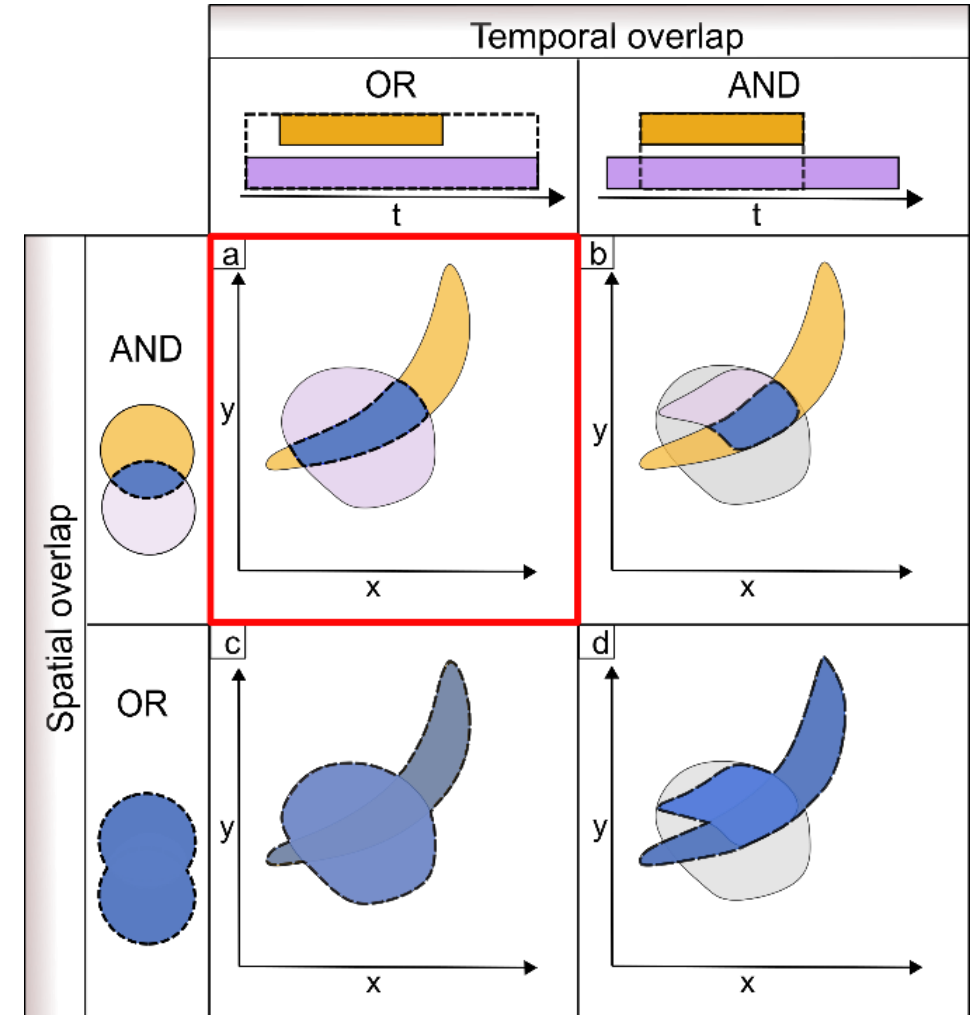 Temporal overlap
OR
AND
t
t
Spatial overlap
AND
a
y
x
b
y
x
OR
c
y
x
d
y
x